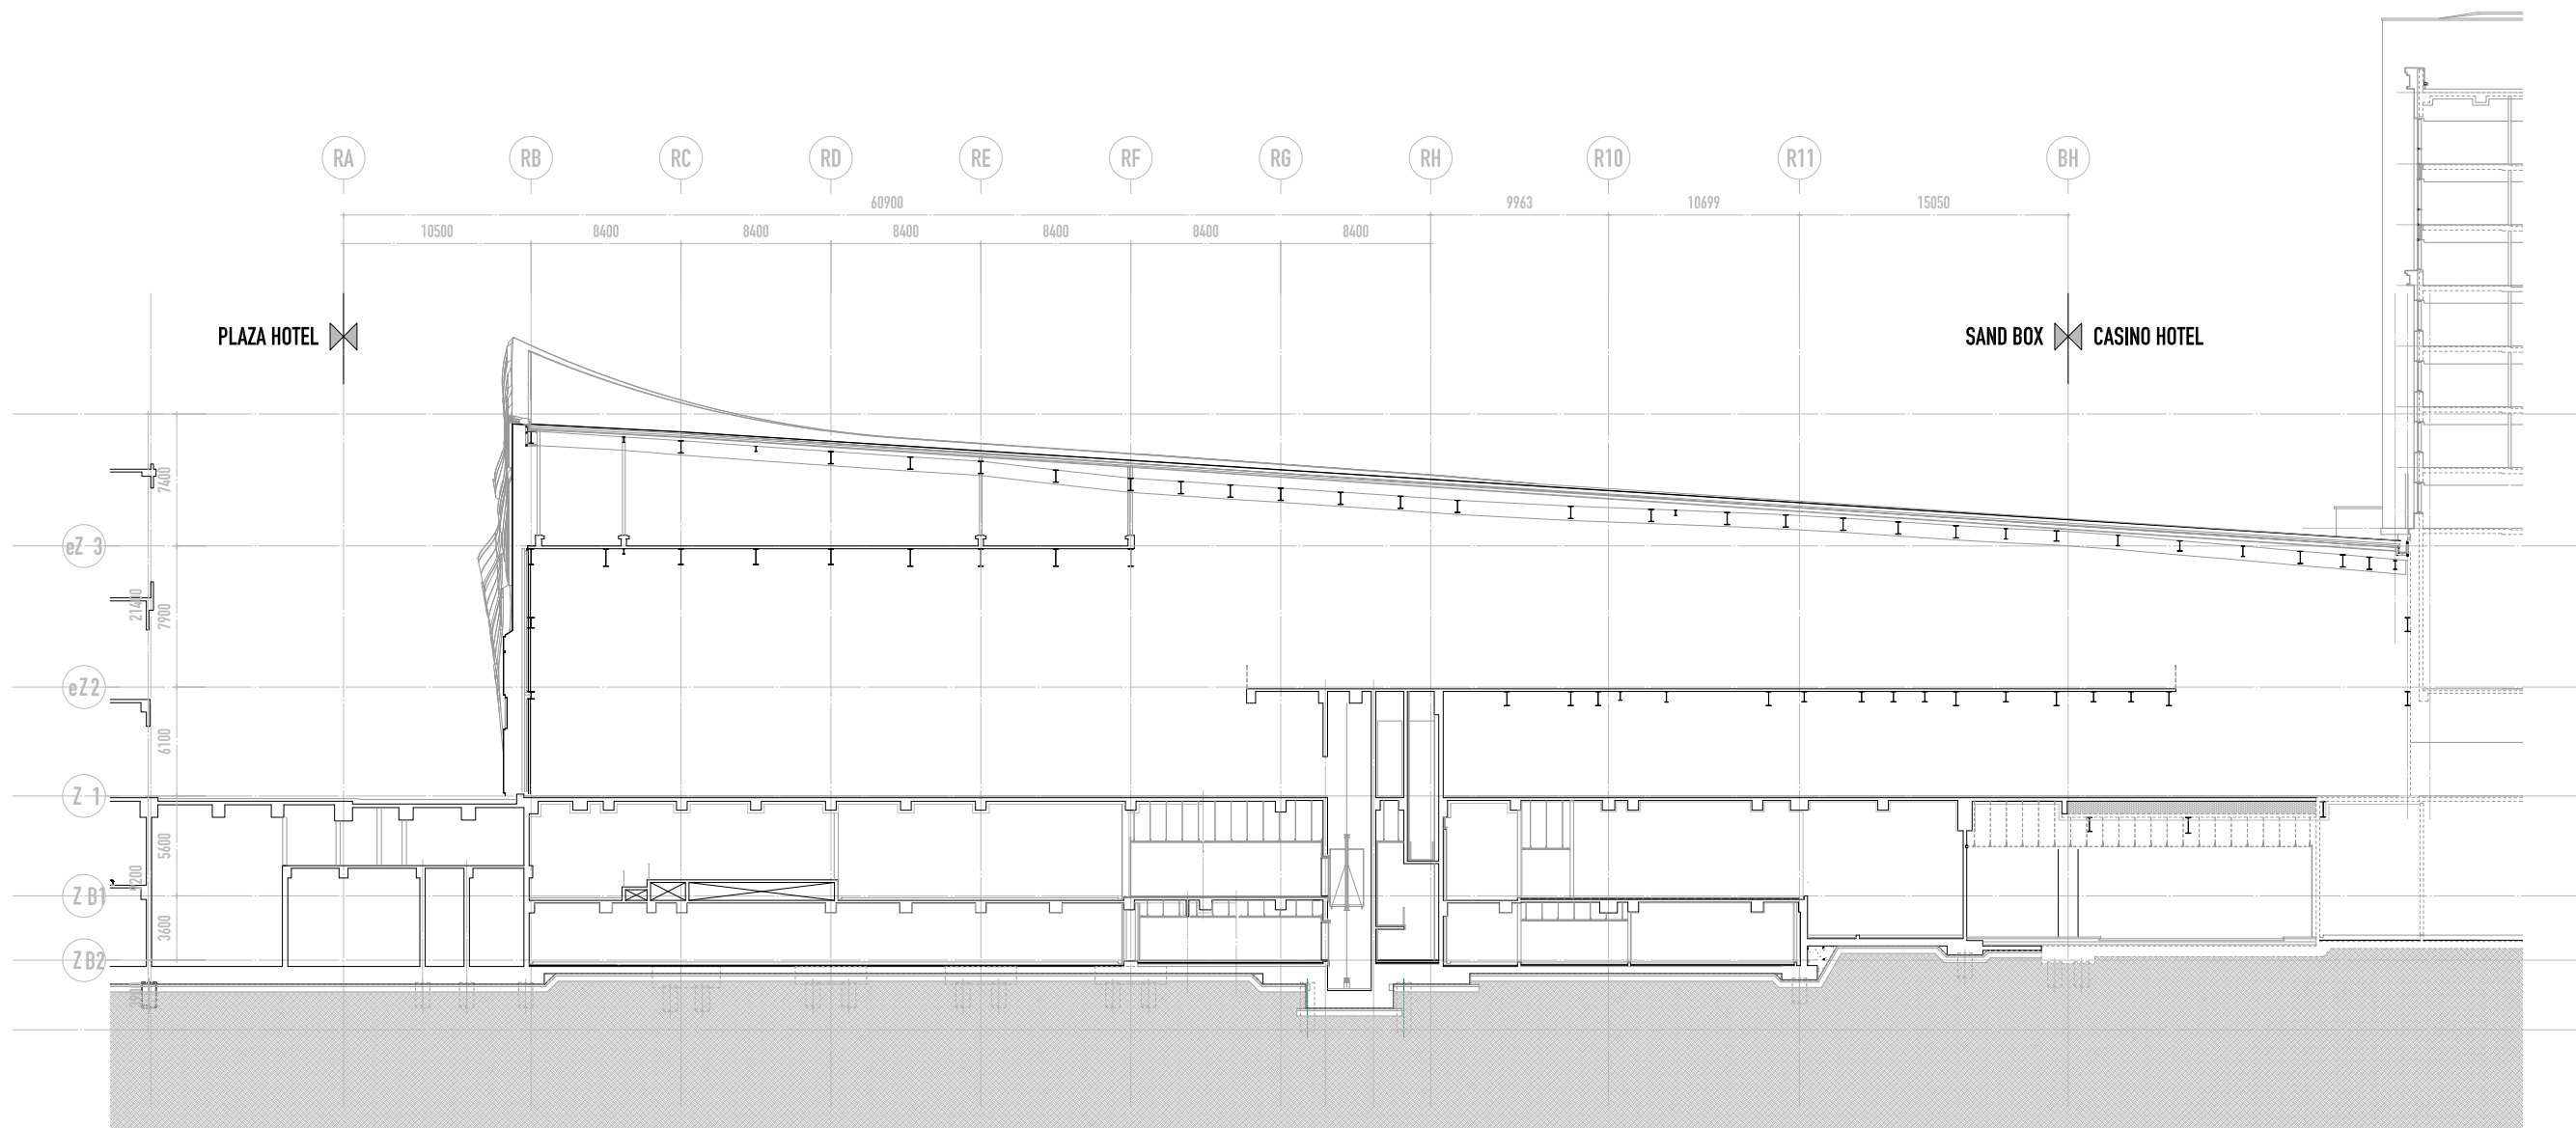 RA RB RC RD RE RF RG RH R10 R11 BH
60900 9963 10699 15050
10500 8400 8400 8400 8400 8400 8400
PLAZA HOTEL SAND BOX CASINO HOTEL
7400
eZ 3
21400
7900
eZ2
6100
Z 1
5600
9200
Z B1
3600
Z B2